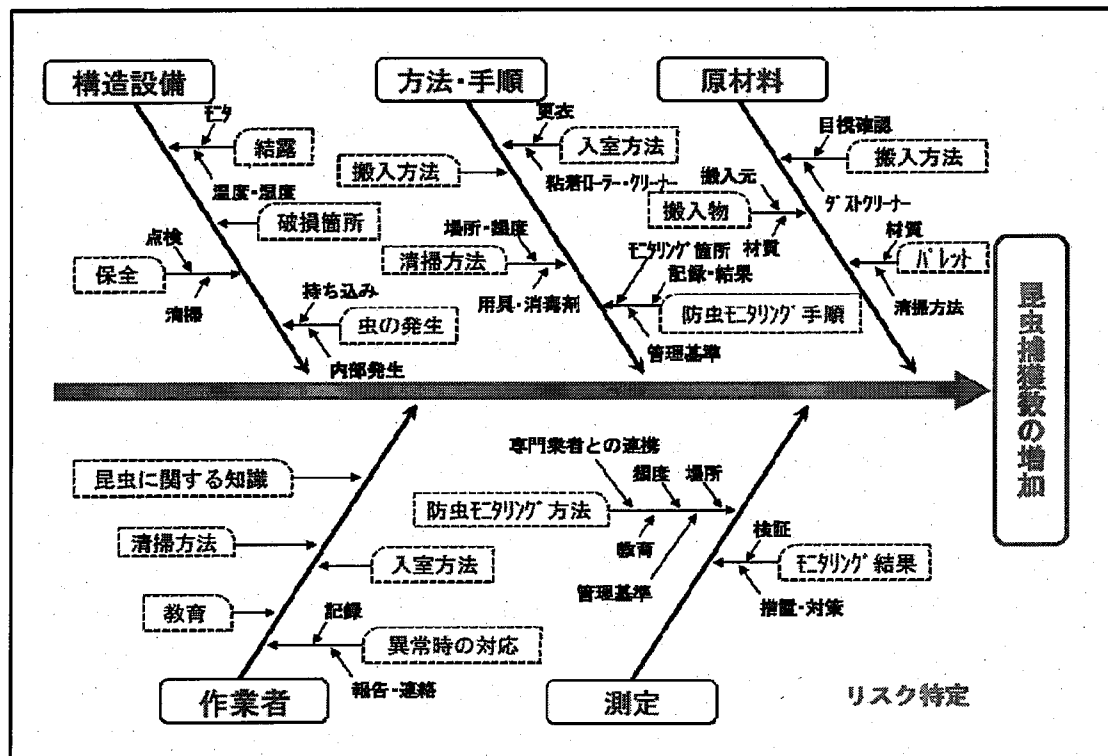 構造設備
方法・手順
原材料
モニタ
結露
温度・湿度
破損箇所
点検
保全
清掃
持ち込み
虫の発生
内部発生
更衣
入室方法
搬入方法
粘着ローラー・クリーナー
場所・頻度
清掃方法
用具・消毒剤
モニタリング箇所
記録・結果
防虫モニタリング手順
管理基準
目視確認
搬入方法
搬入元
ダストクリーナー
搬入物
材質
材質
パレット
清掃方法
昆虫捕獲数の増加
昆虫に関する知識
清掃方法
入室方法
教育
記録
異常時の対応
報告・連絡
作業者
専門業者との連携
頻度
場所
防虫モニタリング方法
教育
管理基準
検証
モニタリング結果
措置・対策
測定
リスク特定